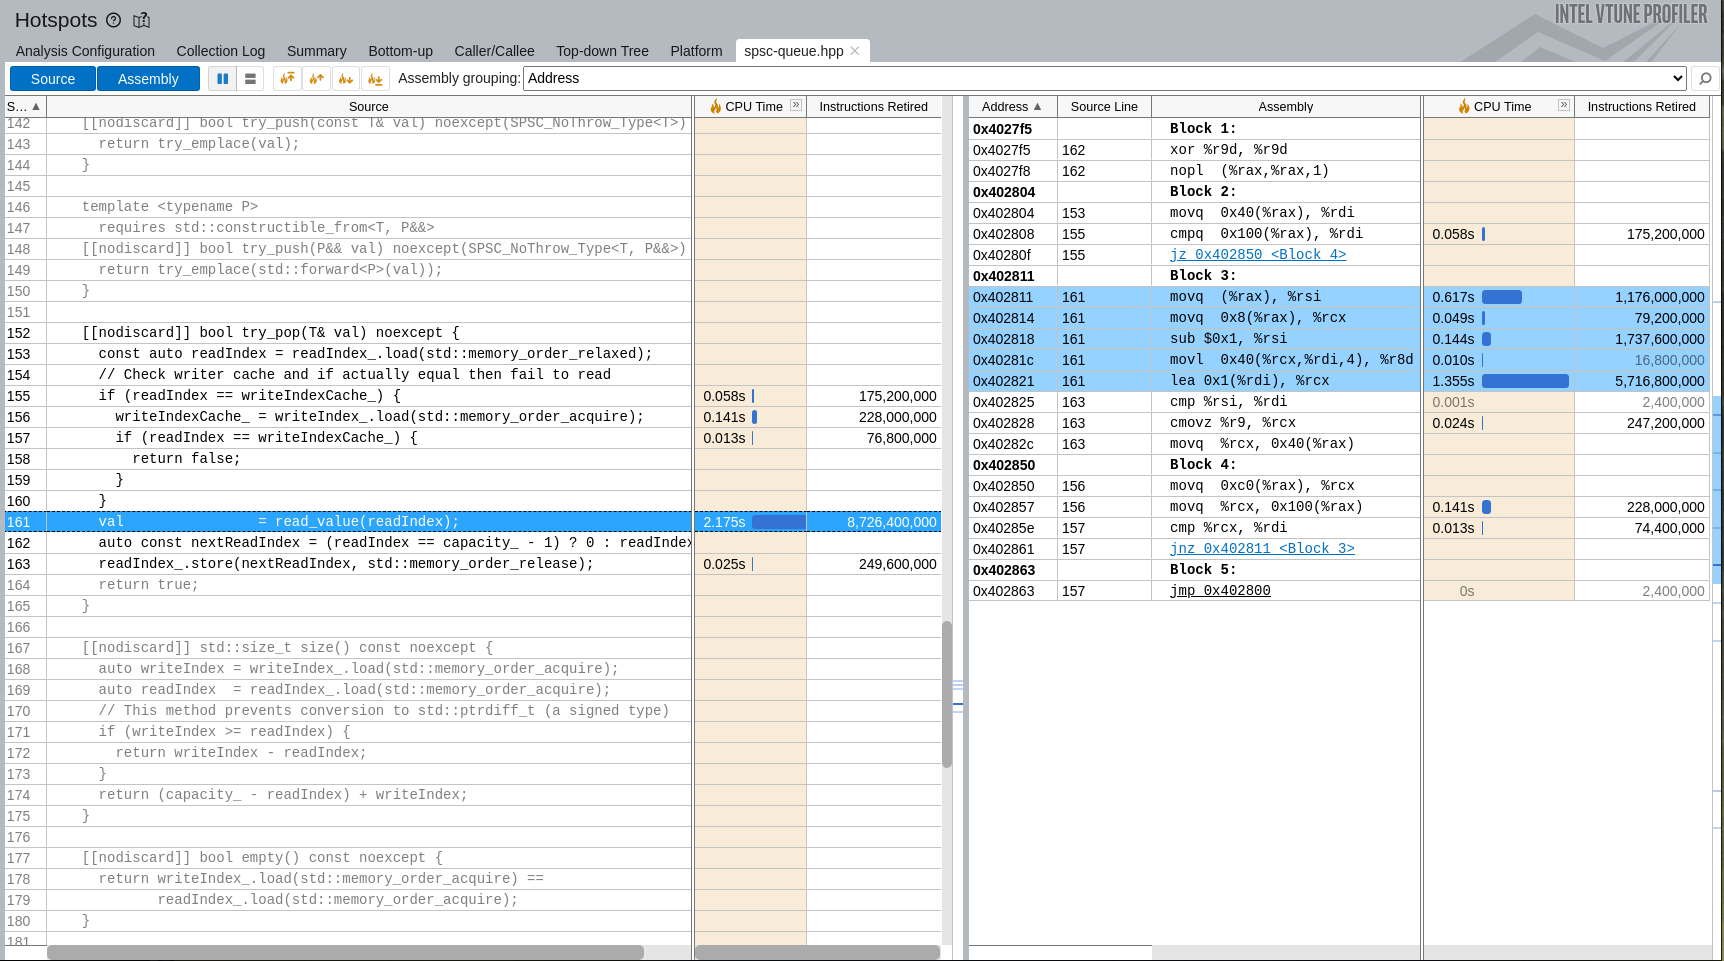 Hotspots
INTEL VTUNE PROFILER
Analysis Configuration Collection Log Summary Bottom-up Caller/Callee Top-down Tree Platform spsc-queue.hpp
Source Assembly Assembly grouping: Address
S... Source CPU Time Instructions Retired
142 [[nodiscard]] bool try_push(const T& val) noexcept(SPSC_NoThrow_Type<T>)
143 return try_emplace(val);
144 }
145
146 template <typename P>
147 requires std::constructible_from<T, P&&>
148 [[nodiscard]] bool try_push(P&& val) noexcept(SPSC_NoThrow_Type<T, P&&>)
149 return try_emplace(std::forward<P>(val));
150 }
151
152 [[nodiscard]] bool try_pop(T& val) noexcept {
153 const auto readIndex = readIndex_.load(std::memory_order_relaxed);
154 // Check writer cache and if actually equal then fail to read
155 if (readIndex == writeIndexCache_) { 0.058s 175,200,000
156 writeIndexCache_ = writeIndex_.load(std::memory_order_acquire); 0.141s 228,000,000
157 if (readIndex == writeIndexCache_) { 0.013s 76,800,000
158 return false;
159 }
160 }
161 val = read_value(readIndex); 2.175s 8,726,400,000
162 auto const nextReadIndex = (readIndex == capacity_ - 1) ? 0 : readIndex
163 readIndex_.store(nextReadIndex, std::memory_order_release); 0.025s 249,600,000
164 return true;
165 }
166
167 [[nodiscard]] std::size_t size() const noexcept {
168 auto writeIndex = writeIndex_.load(std::memory_order_acquire);
169 auto readIndex  = readIndex_.load(std::memory_order_acquire);
170 // This method prevents conversion to std::ptrdiff_t (a signed type)
171 if (writeIndex >= readIndex) {
172 return writeIndex - readIndex;
173 }
174 return (capacity_ - readIndex) + writeIndex;
175 }
176
177 [[nodiscard]] bool empty() const noexcept {
178 return writeIndex_.load(std::memory_order_acquire) ==
179 readIndex_.load(std::memory_order_acquire);
180 }
181
Address Source Line Assembly CPU Time Instructions Retired
0x4027f5 Block 1:
0x4027f5 162 xor %r9d, %r9d
0x4027f8 162 nopl (%rax,%rax,1)
0x402804 Block 2:
0x402804 153 movq 0x40(%rax), %rdi
0x402808 155 cmpq 0x100(%rax), %rdi 0.058s 175,200,000
0x40280f 155 jz 0x402850 <Block 4>
0x402811 Block 3:
0x402811 161 movq (%rax), %rsi 0.617s 1,176,000,000
0x402814 161 movq 0x8(%rax), %rcx 0.049s 79,200,000
0x402818 161 sub $0x1, %rsi 0.144s 1,737,600,000
0x40281c 161 movl 0x40(%rcx,%rdi,4), %r8d 0.010s 16,800,000
0x402821 161 lea 0x1(%rdi), %rcx 1.355s 5,716,800,000
0x402825 163 cmp %rsi, %rdi 0.001s 2,400,000
0x402828 163 cmovz %r9, %rcx 0.024s 247,200,000
0x40282c 163 movq %rcx, 0x40(%rax)
0x402850 Block 4:
0x402850 156 movq 0xc0(%rax), %rcx
0x402857 156 movq %rcx, 0x100(%rax) 0.141s 228,000,000
0x40285e 157 cmp %rcx, %rdi 0.013s 74,400,000
0x402861 157 jnz 0x402811 <Block 3>
0x402863 Block 5:
0x402863 157 jmp 0x402800 0s 2,400,000